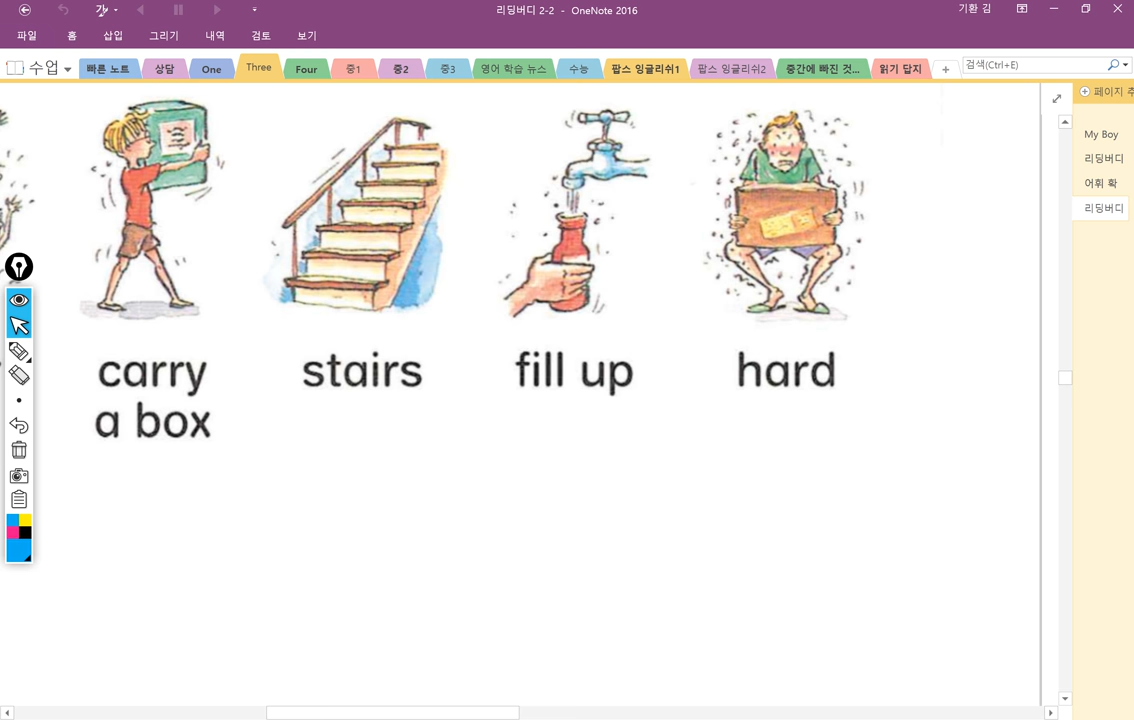 리딩버디 2-2 - OneNote 2016
기환 김
파일 홈 삽입 그리기 내역 검토 보기
수업
빠른 노트 상담 One Three Four 중1 중2 중3 영어 학습 뉴스 수능 팝스 잉글리쉬1 팝스 잉글리쉬2 중간에 빠진 것... 읽기 답지
검색(Ctrl+E)
페이지 추
My Boy
리딩버디
어휘 확
리딩버디
carry
a box
stairs
fill up
hard